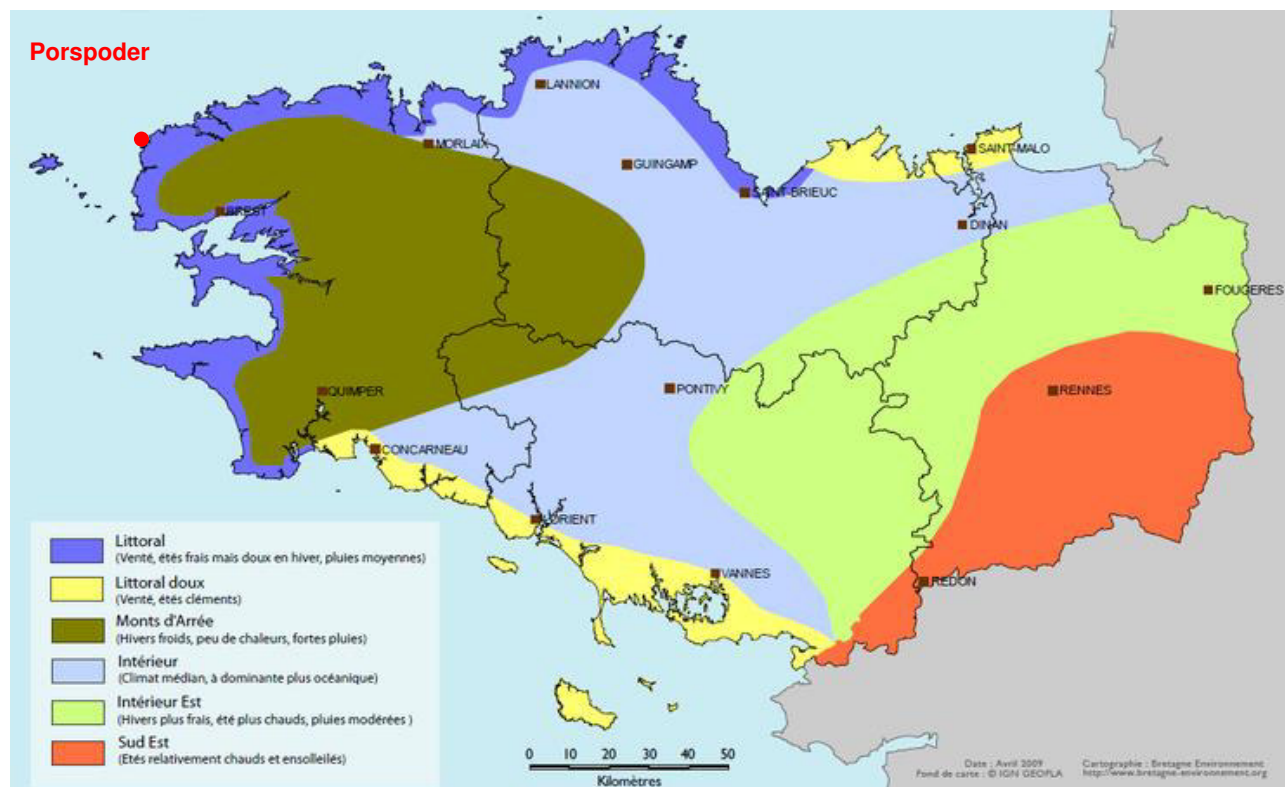 Porspoder
LANNION
MORLAIX
GUINGAMP
SAINT-MALO
SAINT-BRIEUC
BREST
DINAN
FOUGERES
QUIMPER
PONTIVY
RENNES
CONCARNEAU
LORIENT
VANNES
REDON
Littoral
(Venté, étés frais mais doux en hiver, pluies moyennes)
Littoral doux
(Venté, étés cléments)
Monts d'Arrée
(Hivers froids, peu de chaleurs, fortes pluies)
Intérieur
(Climat médian, à dominante plus océanique)
Intérieur Est
(Hivers plus frais, été plus chauds, pluies modérées )
Sud Est
(Etés relativement chauds et ensolleilés)
0 10 20 30 40 50
Kilomètres
Date : Avril 2009
Fond de carte : © IGN GEOFLA
Cartographie : Bretagne Environnement
http://www.bretagne-environnement.org